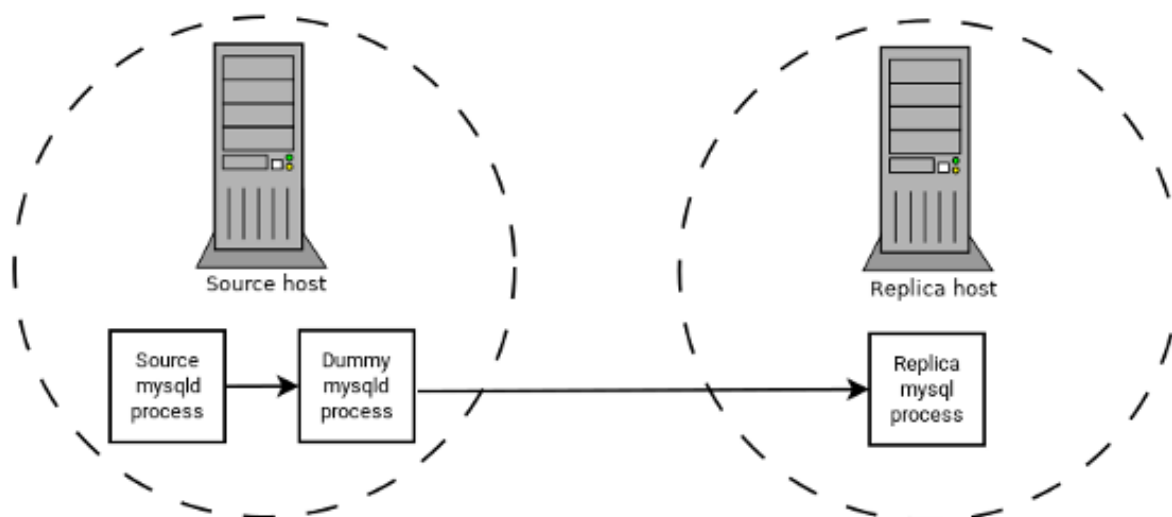 Source host
Replica host
Source
mysqld
process
Dummy
mysqld
process
Replica
mysql
process